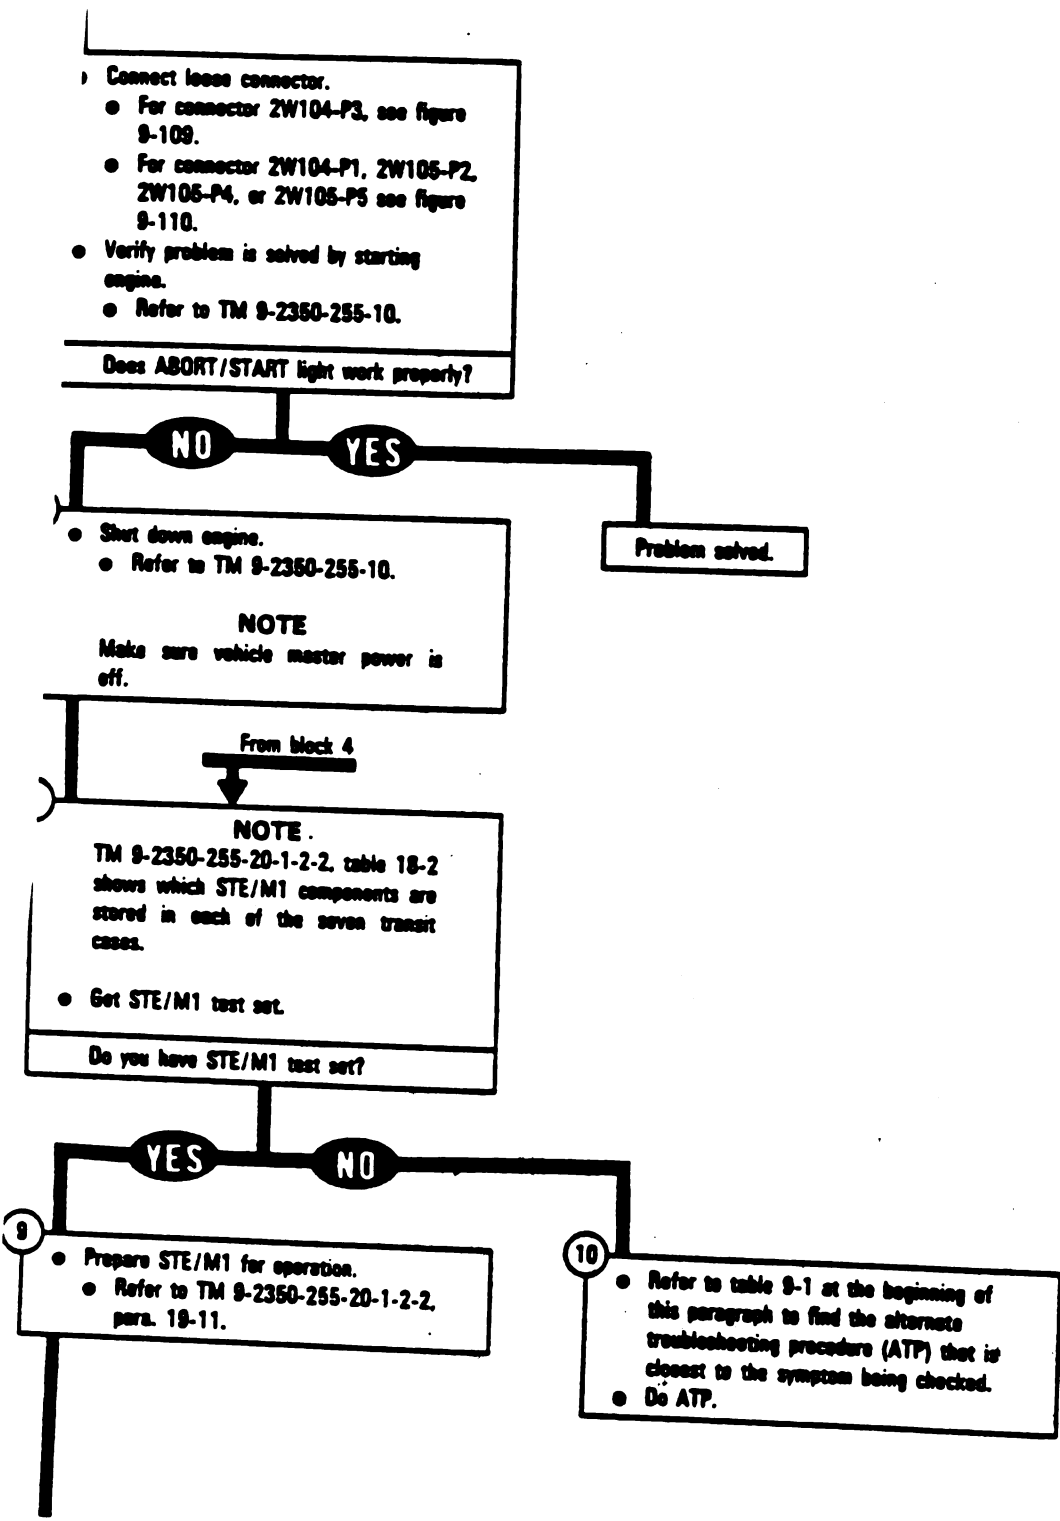 Connect loose connector.
● For connector 2W104-P3, see figure
9-109.
● For connector 2W104-P1, 2W105-P2,
2W105-P4, or 2W105-P5 see figure
9-110.
● Verify problem is solved by starting
engine.
● Refer to TM 9-2350-255-10.
Does ABORT/START light work properly?
NO
YES
● Shut down engine.
● Refer to TM 9-2350-255-10.
NOTE
Make sure vehicle master power is
off.
Problem solved.
From block 4
NOTE
TM 9-2350-255-20-1-2-2, table 18-2
shows which STE/M1 components are
stored in each of the seven transit
cases.
● Get STE/M1 test set.
Do you have STE/M1 test set?
YES
NO
9
● Prepare STE/M1 for operation.
● Refer to TM 9-2350-255-20-1-2-2,
para. 19-11.
10
● Refer to table 9-1 at the beginning of
this paragraph to find the alternate
troubleshooting procedure (ATP) that is
closest to the symptom being checked.
● Do ATP.